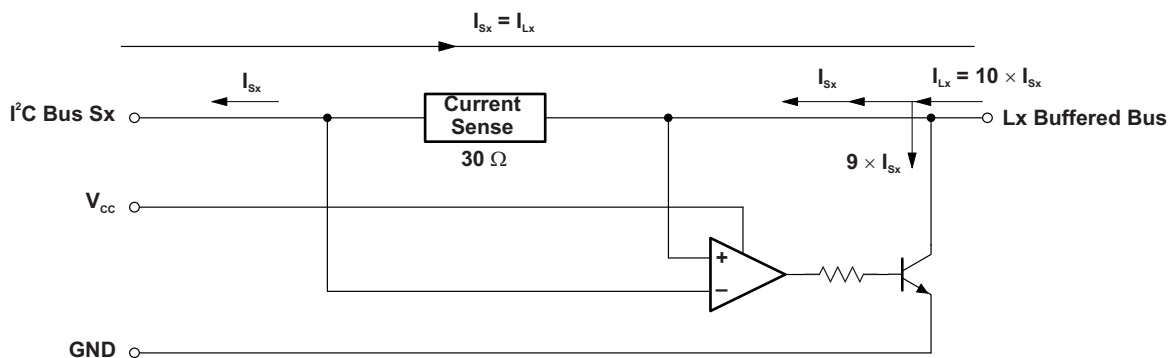 I_Sx = I_Lx
I_Sx
I_Sx
I_Lx = 10 × I_Sx
I²C Bus Sx
Current
Sense
Lx Buffered Bus
30 Ω
9 × I_Sx
V_CC
+
−
GND